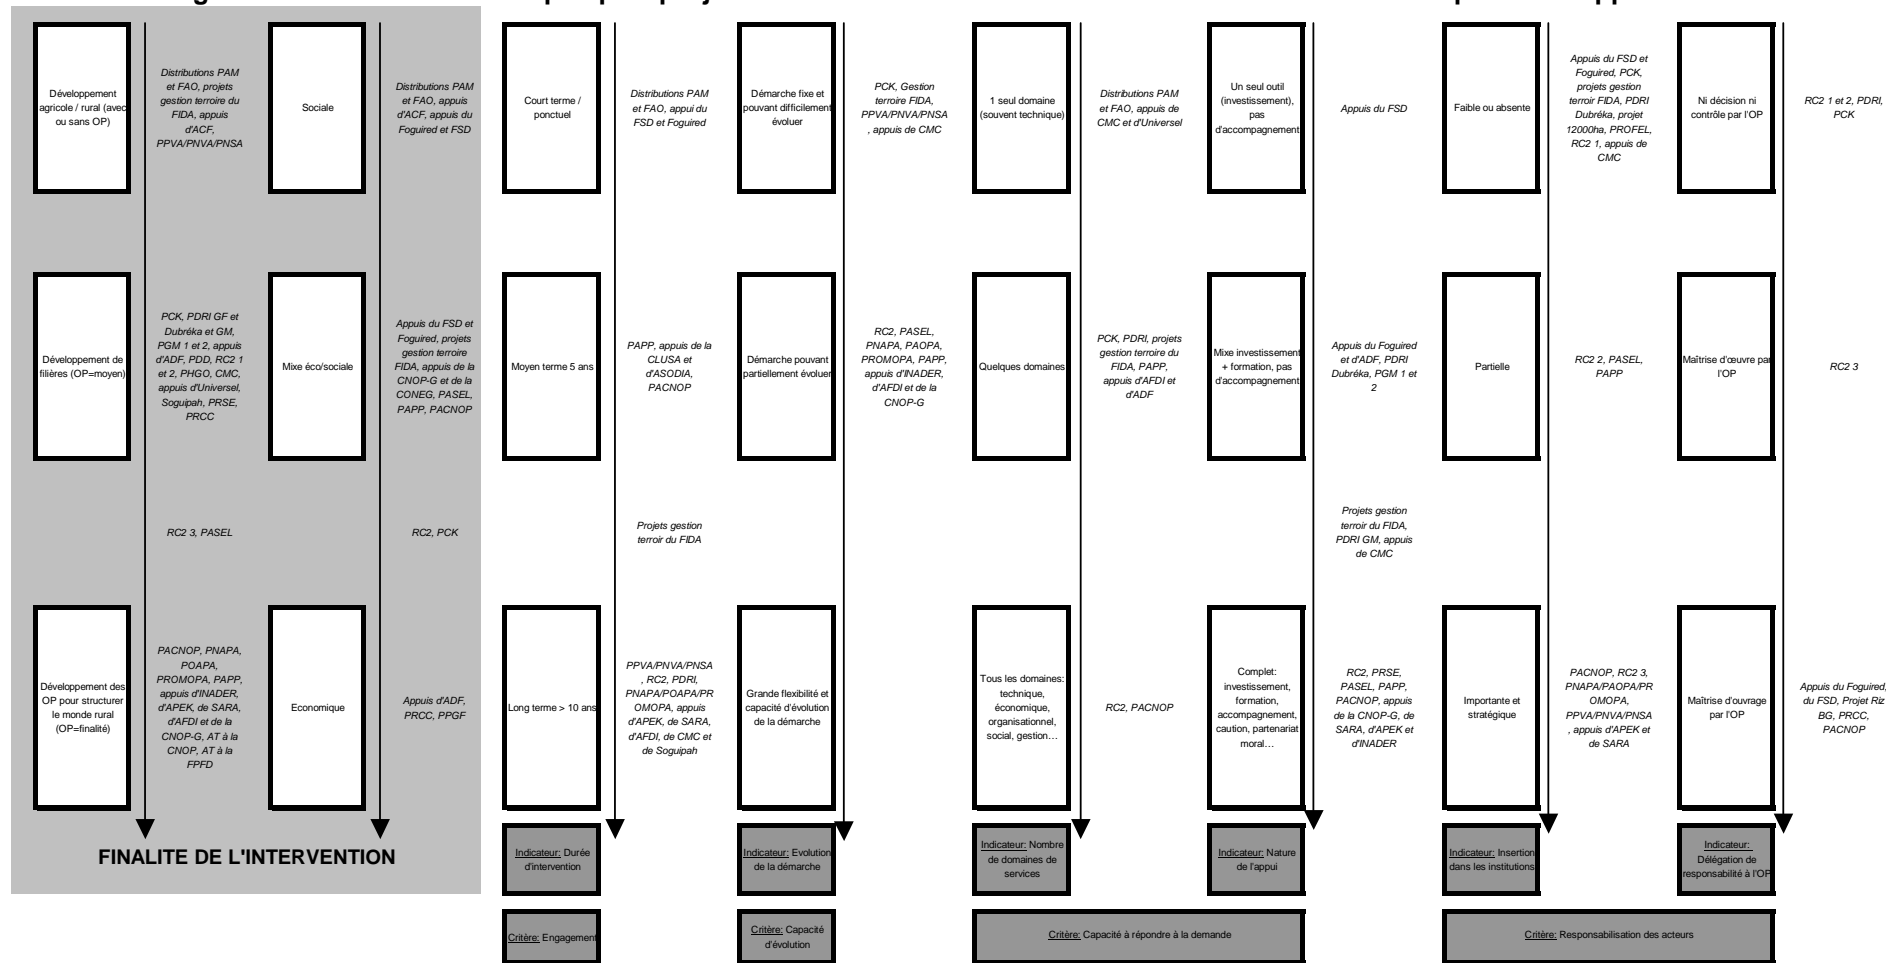 Développement
agricole / rural (avec
ou sans OP)
Distributions PAM
et FAO, projets
gestion terroire du
FIDA, appuis
d'ACF,
PPVA/PNVA/PNSA
Sociale
Distributions PAM
et FAO, appuis
d'ACF, appuis du
Foguired et FSD
Court terme /
ponctuel
Distributions PAM
et FAO, appui du
FSD et Foguired
Démarche fixe et
pouvant difficilement
évoluer
PCK, Gestion
terroire FIDA,
PPVA/PNVA/PNSA
, appuis de CMC
1 seul domaine
(souvent technique)
Distributions PAM
et FAO, appuis de
CMC et d'Universel
Un seul outil
(investissement),
pas
d'accompagnement
Appuis du FSD
Faible ou absente
Appuis du FSD et
Foguired, PCK,
projets gestion
terroir FIDA, PDRI
Dubréka, projet
12000ha, PROFEL,
RC2 1, appuis de
CMC
Ni décision ni
contrôle par l'OP
RC2 1 et 2, PDRI,
PCK
Développement de
filières (OP=moyen)
PCK, PDRI GF et
Dubréka et GM,
PGM 1 et 2, appuis
d'ADF, PDD, RC2 1
et 2, PHGO, CMC,
appuis d'Universel,
Soguipah, PRSE,
PRCC
Mixe éco/sociale
Appuis du FSD et
Foguired, projets
gestion terroire
FIDA, appuis de la
CNOP-G et de la
CONEG, PASEL,
PAPP, PACNOP
Moyen terme 5 ans
PAPP, appuis de la
CLUSA et
d'ASODIA,
PACNOP
Démarche pouvant
partiellement évoluer
RC2, PASEL,
PNAPA, PAOPA,
PROMOPA, PAPP,
appuis d'INADER,
d'AFDI et de la
CNOP-G
Quelques domaines
PCK, PDRI, projets
gestion terroire du
FIDA, PAPP,
appuis d'AFDI et
d'ADF
Mixe investissement
+ formation, pas
d'accompagnement
Appuis du Foguired
et d'ADF, PDRI
Dubréka, PGM 1 et
2
Partielle
RC2 2, PASEL,
PAPP
Maîtrise d'œuvre par
l'OP
RC2 3
RC2 3, PASEL
RC2, PCK
Projets gestion
terroir du FIDA
Projets gestion
terroir du FIDA,
PDRI GM, appuis
de CMC
Développement des
OP pour structurer
le monde rural
(OP=finalité)
PACNOP, PNAPA,
POAPA,
PROMOPA, PAPP,
appuis d'INADER,
d'APEK, de SARA,
d'AFDI et de la
CNOP-G, AT à la
CNOP, AT à la
FPFD
Economique
Appuis d'ADF,
PRCC, PPGF
Long terme > 10 ans
PPVA/PNVA/PNSA
, RC2, PDRI,
PNAPA/POAPA/PR
OMOPA, appuis
d'APEK, de SARA,
d'AFDI, de CMC et
de Soguipah
Grande flexibilité et
capacité d'évolution
de la démarche
Tous les domaines:
technique,
économique,
organisationnel,
social, gestion…
RC2, PACNOP
Complet:
investissement,
formation,
accompagnement,
caution, partenariat
moral…
RC2, PRSE,
PASEL, PAPP,
PACNOP, appuis
de la CNOP-G, de
SARA, d'APEK et
d'INADER
Importante et
stratégique
PACNOP, RC2 3,
PNAPA/PAOPA/PR
OMOPA,
PPVA/PNVA/PNSA
, appuis d'APEK et
de SARA
Maîtrise d'ouvrage
par l'OP
Appuis du Foguired,
du FSD, Projet Riz
BG, PRCC,
PACNOP
FINALITE DE L'INTERVENTION
Indicateur: Durée
d'intervention
Indicateur: Evolution
de la démarche
Indicateur: Nombre
de domaines de
services
Indicateur: Nature
de l'appui
Indicateur: Insertion
dans les institutions
Indicateur:
Délégation de
responsabilité à l'OP
Critère: Engagement
Critère: Capacité
d'évolution
Critère: Capacité à répondre à la demande
Critère: Responsabilisation des acteurs